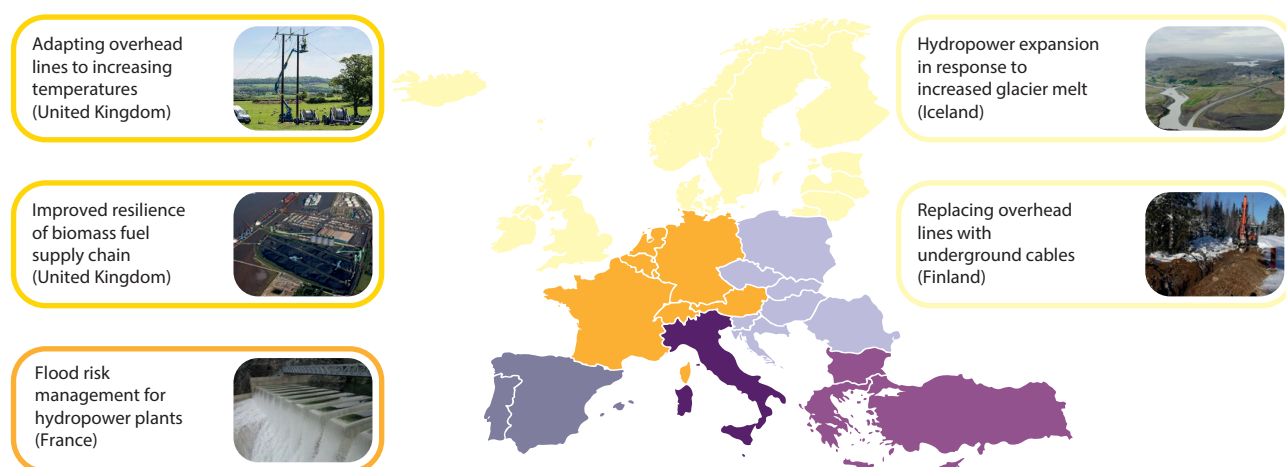 Adapting overhead
lines to increasing
temperatures
(United Kingdom)
Improved resilience
of biomass fuel
supply chain
(United Kingdom)
Flood risk
management for
hydropower plants
(France)
Hydropower expansion
in response to
increased glacier melt
(Iceland)
Replacing overhead
lines with
underground cables
(Finland)